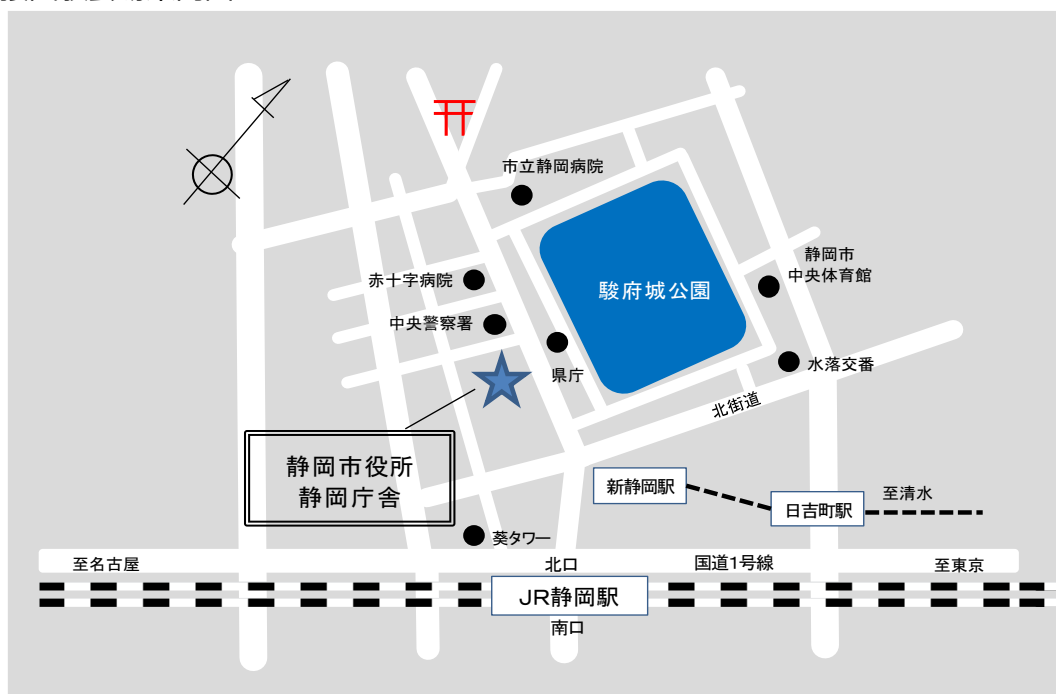 市立静岡病院
静岡市
中央体育館
赤十字病院
駿府城公園
中央警察署
県庁
水落交番
北街道
静岡市役所
静岡庁舎
新静岡駅
日吉町駅
至清水
葵タワー
至名古屋
北口
国道1号線
至東京
JR静岡駅
南口